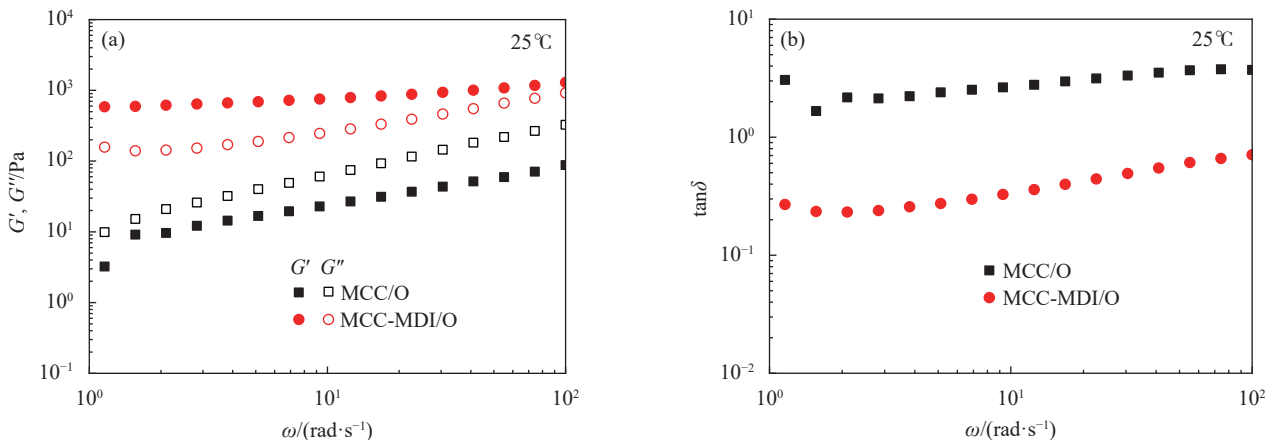 (a)
25℃
10⁴
10³
10²
10¹
10⁰
10⁻¹
G′, G″/Pa
G′ G″
MCC/O
MCC-MDI/O
10⁰ 10¹ 10²
ω/(rad·s⁻¹)
(b)
25℃
10¹
10⁰
10⁻¹
10⁻²
tanδ
MCC/O
MCC-MDI/O
10⁰ 10¹ 10²
ω/(rad·s⁻¹)